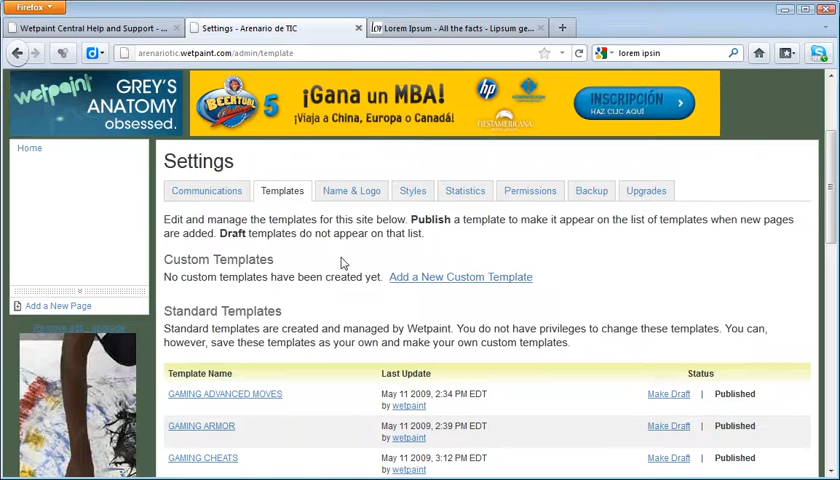 Firefox
Wetpaint Central Help and Support - ...
Settings - Arenario de TIC
Lorem Ipsum - All the facts - Lipsum ge...
arenariotic.wetpaint.com/admin/template
lorem ipsin
wetpaint
GREY'S
ANATOMY
obsessed.
BEERTUAL
5
¡Gana un MBA!
¡Viaja a China, Europa o Canadá!
hp
FIESTAMERICANA
INSCRIPCIÓN
HAZ CLIC AQUÍ
Home
Add a New Page
Remove ads - upgrade
Settings
Communications
Templates
Name & Logo
Styles
Statistics
Permissions
Backup
Upgrades
Edit and manage the templates for this site below. Publish a template to make it appear on the list of templates when new pages
are added. Draft templates do not appear on that list.
Custom Templates
No custom templates have been created yet. Add a New Custom Template
Standard Templates
Standard templates are created and managed by Wetpaint. You do not have privileges to change these templates. You can,
however, save these templates as your own and make your own custom templates.
Template Name Last Update Status
GAMING ADVANCED MOVES May 11 2009, 2:34 PM EDT Make Draft | Published
by wetpaint
GAMING ARMOR May 11 2009, 2:39 PM EDT Make Draft | Published
by wetpaint
GAMING CHEATS May 11 2009, 3:12 PM EDT Make Draft | Published
by wetpaint